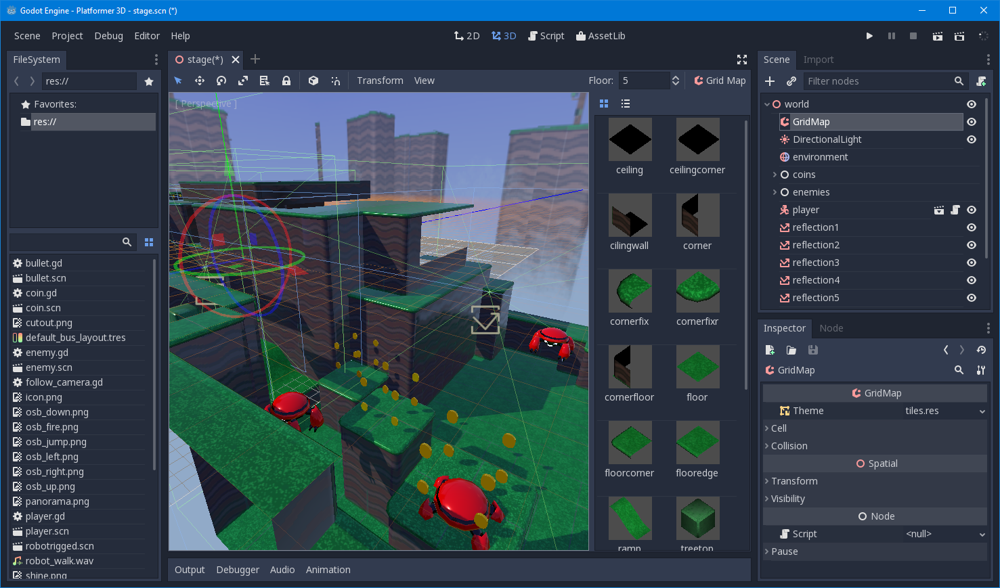 Godot Engine - Platformer 3D - stage.scn (*)
Scene Project Debug Editor Help
2D 3D Script AssetLib
FileSystem
res://
Favorites:
res://
bullet.gd
bullet.scn
coin.gd
coin.scn
cutout.png
default_bus_layout.tres
enemy.gd
enemy.scn
follow_camera.gd
icon.png
osb_down.png
osb_fire.png
osb_jump.png
osb_left.png
osb_right.png
osb_up.png
panorama.png
player.gd
player.scn
robotrigged.scn
robot_walk.wav
shine.png
stage(*)
Transform View
Floor: 5 Grid Map
[ Perspective ]
ceiling ceilingcorner
cilingwall corner
cornerfix cornerfixr
cornerfloor floor
floorcorner flooredge
ramp treetop
Output Debugger Audio Animation
Scene Import
Filter nodes
world
GridMap
DirectionalLight
environment
coins
enemies
player
reflection1
reflection2
reflection3
reflection4
reflection5
Inspector Node
GridMap
GridMap
Theme tiles.res
Cell
Collision
Spatial
Transform
Visibility
Node
Script <null>
Pause